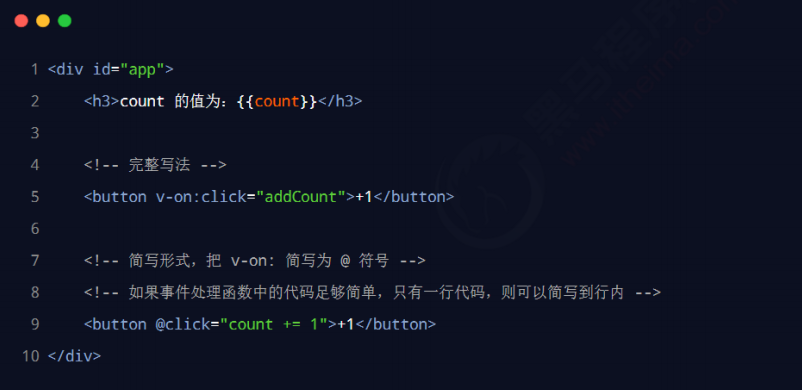 1 <div id="app">
2 <h3>count 的值为：{{count}}</h3>
3
4 <!-- 完整写法 -->
5 <button v-on:click="addCount">+1</button>
6
7 <!-- 简写形式，把 v-on: 简写为 @ 符号 -->
8 <!-- 如果事件处理函数中的代码足够简单，只有一行代码，则可以简写到行内 -->
9 <button @click="count += 1">+1</button>
10 </div>
黑马程序